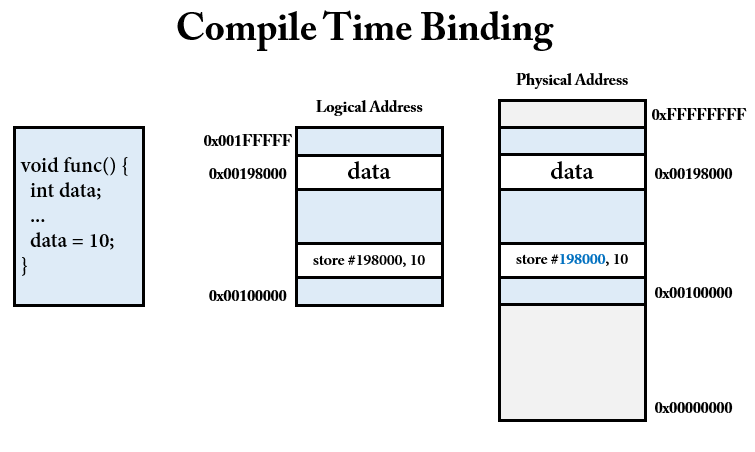 Compile Time Binding
void func() {
int data;
...
data = 10;
}
Logical Address
0x001FFFFF
0x00198000
data
store #198000, 10
0x00100000
Physical Address
0xFFFFFFFF
data
0x00198000
store #198000, 10
0x00100000
0x00000000